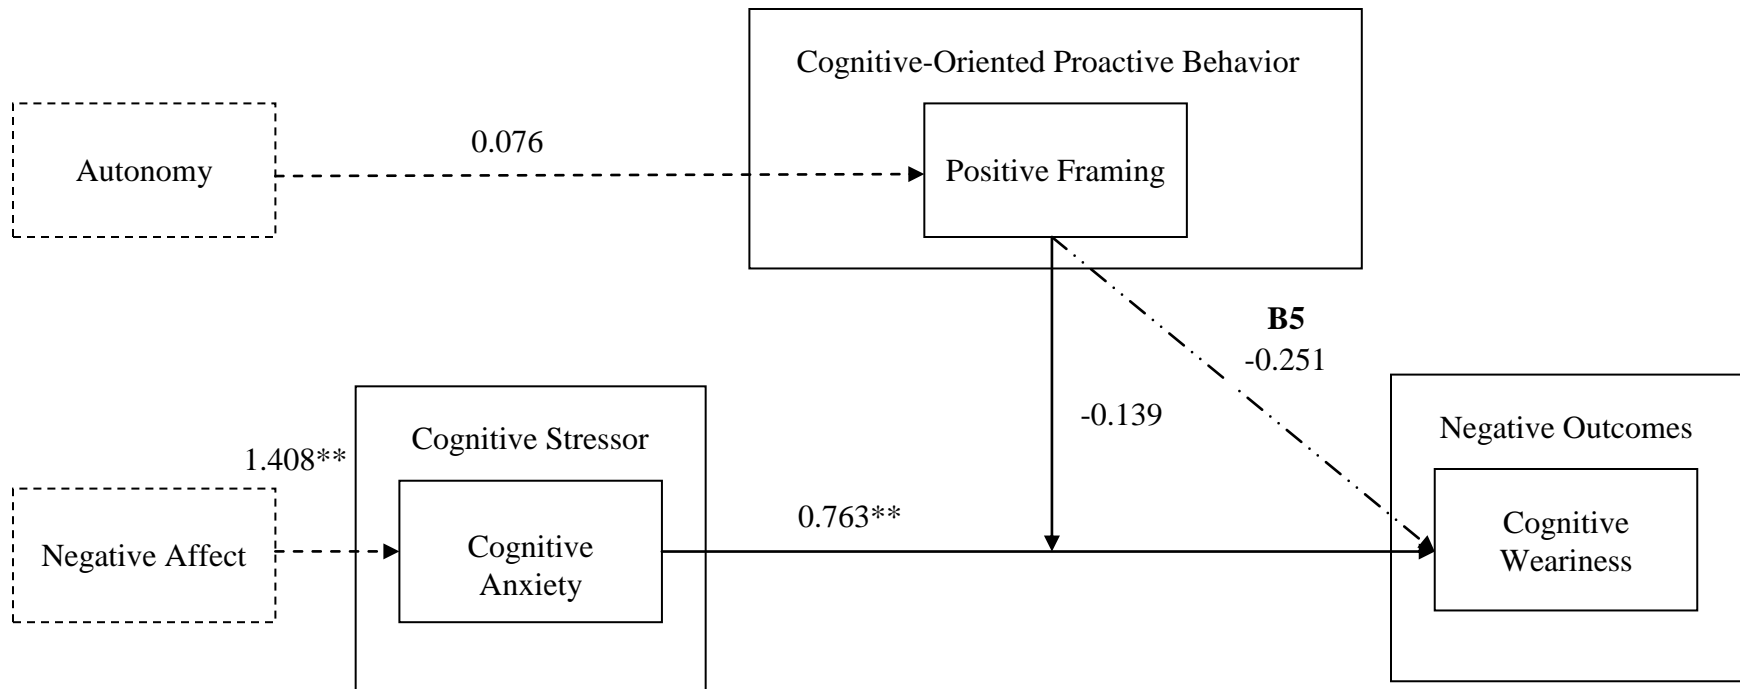 Cognitive-Oriented Proactive Behavior
Autonomy
0.076
Positive Framing
B5
-0.251
-0.139
Cognitive Stressor
1.408**
Negative Affect
Cognitive
Anxiety
0.763**
Negative Outcomes
Cognitive
Weariness